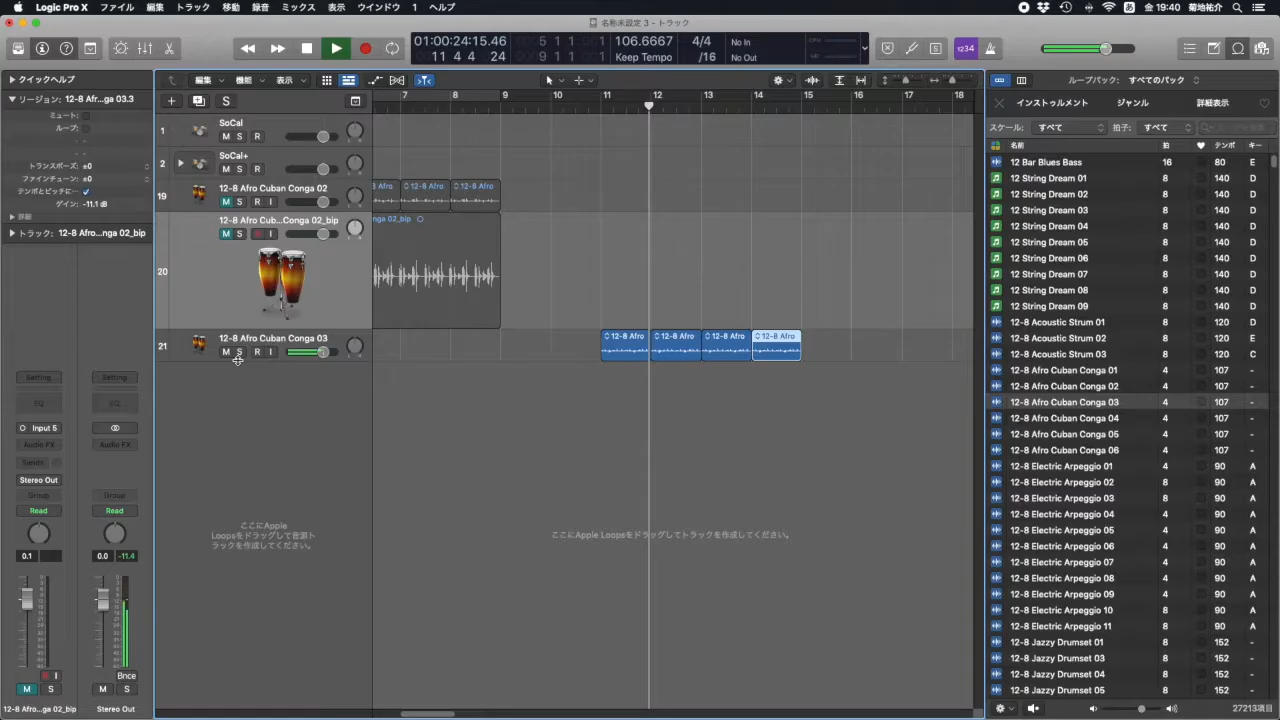 Logic Pro X ファイル 編集 トラック 移動 録音 ミックス 表示 ウインドウ 1 ヘルプ
あ 金 19:40 菊地祐介
名称未設定 3 - トラック
01:00:24:15.46
11 4 4 24
5 1 1 1
9 1 1 1
106.6667
Keep Tempo
4/4
/16
No In
No Out
CPU
HD
1234
クイックヘルプ
リージョン: 12-8 Afr...ga 03.3
ミュート:
ループ:
トランスポーズ: ±0
ファインチューン: ±0
テンポとピッチに…
ゲイン: -11.1 dB
詳細
トラック: 12-8 Afro...nga 02_bip
Setting Setting
EQ EQ
Input 5
Audio FX Audio FX
Sends
Stereo Out
Group Group
Read Read
0.1 0.0 -11.4
I Bnce
M S M S
12-8 Afro...ga 02_bip Stereo Out
編集 機能 表示
S
7 8 9 10 11 12 13 14 15 16 17 18
1 SoCal
M S R
2 SoCal+
M S R
19 12-8 Afro Cuban Conga 02
M S R I
Afro 12-8 Afro 12-8 Afro
20 12-8 Afro Cub...Conga 02_bip
M S R I
nga 02_bip
21 12-8 Afro Cuban Conga 03
M S R I
12-8 Afro 12-8 Afro 12-8 Afro 12-8 Afro
ここにApple
Loopsをドラッグして音源ト
ラックを作成してください。
ここにApple Loopsをドラッグしてトラックを作成してください。
ループパック: すべてのパック
インストゥルメント ジャンル 詳細表示
スケール: すべて 拍子: すべて
名前 拍 テンポ キー
12 Bar Blues Bass 16 80 E
12 String Dream 01 8 140 D
12 String Dream 02 8 140 D
12 String Dream 03 8 140 D
12 String Dream 04 8 140 D
12 String Dream 05 8 140 D
12 String Dream 06 8 140 D
12 String Dream 07 8 140 D
12 String Dream 08 8 140 D
12 String Dream 09 8 140 D
12-8 Acoustic Strum 01 8 120 D
12-8 Acoustic Strum 02 8 120 E
12-8 Acoustic Strum 03 8 120 C
12-8 Afro Cuban Conga 01 4 107 -
12-8 Afro Cuban Conga 02 4 107 -
12-8 Afro Cuban Conga 03 4 107 -
12-8 Afro Cuban Conga 04 4 107 -
12-8 Afro Cuban Conga 05 4 107 -
12-8 Afro Cuban Conga 06 4 107 -
12-8 Electric Arpeggio 01 4 90 A
12-8 Electric Arpeggio 02 4 90 A
12-8 Electric Arpeggio 03 4 90 A
12-8 Electric Arpeggio 04 4 90 A
12-8 Electric Arpeggio 05 4 90 A
12-8 Electric Arpeggio 06 4 90 A
12-8 Electric Arpeggio 07 4 90 A
12-8 Electric Arpeggio 08 4 90 A
12-8 Electric Arpeggio 09 4 90 A
12-8 Electric Arpeggio 10 8 90 A
12-8 Electric Arpeggio 11 8 90 A
12-8 Jazzy Drumset 01 8 152 -
12-8 Jazzy Drumset 03 8 152 -
12-8 Jazzy Drumset 04 8 152 -
12-8 Jazzy Drumset 05 8 152 -
27213項目